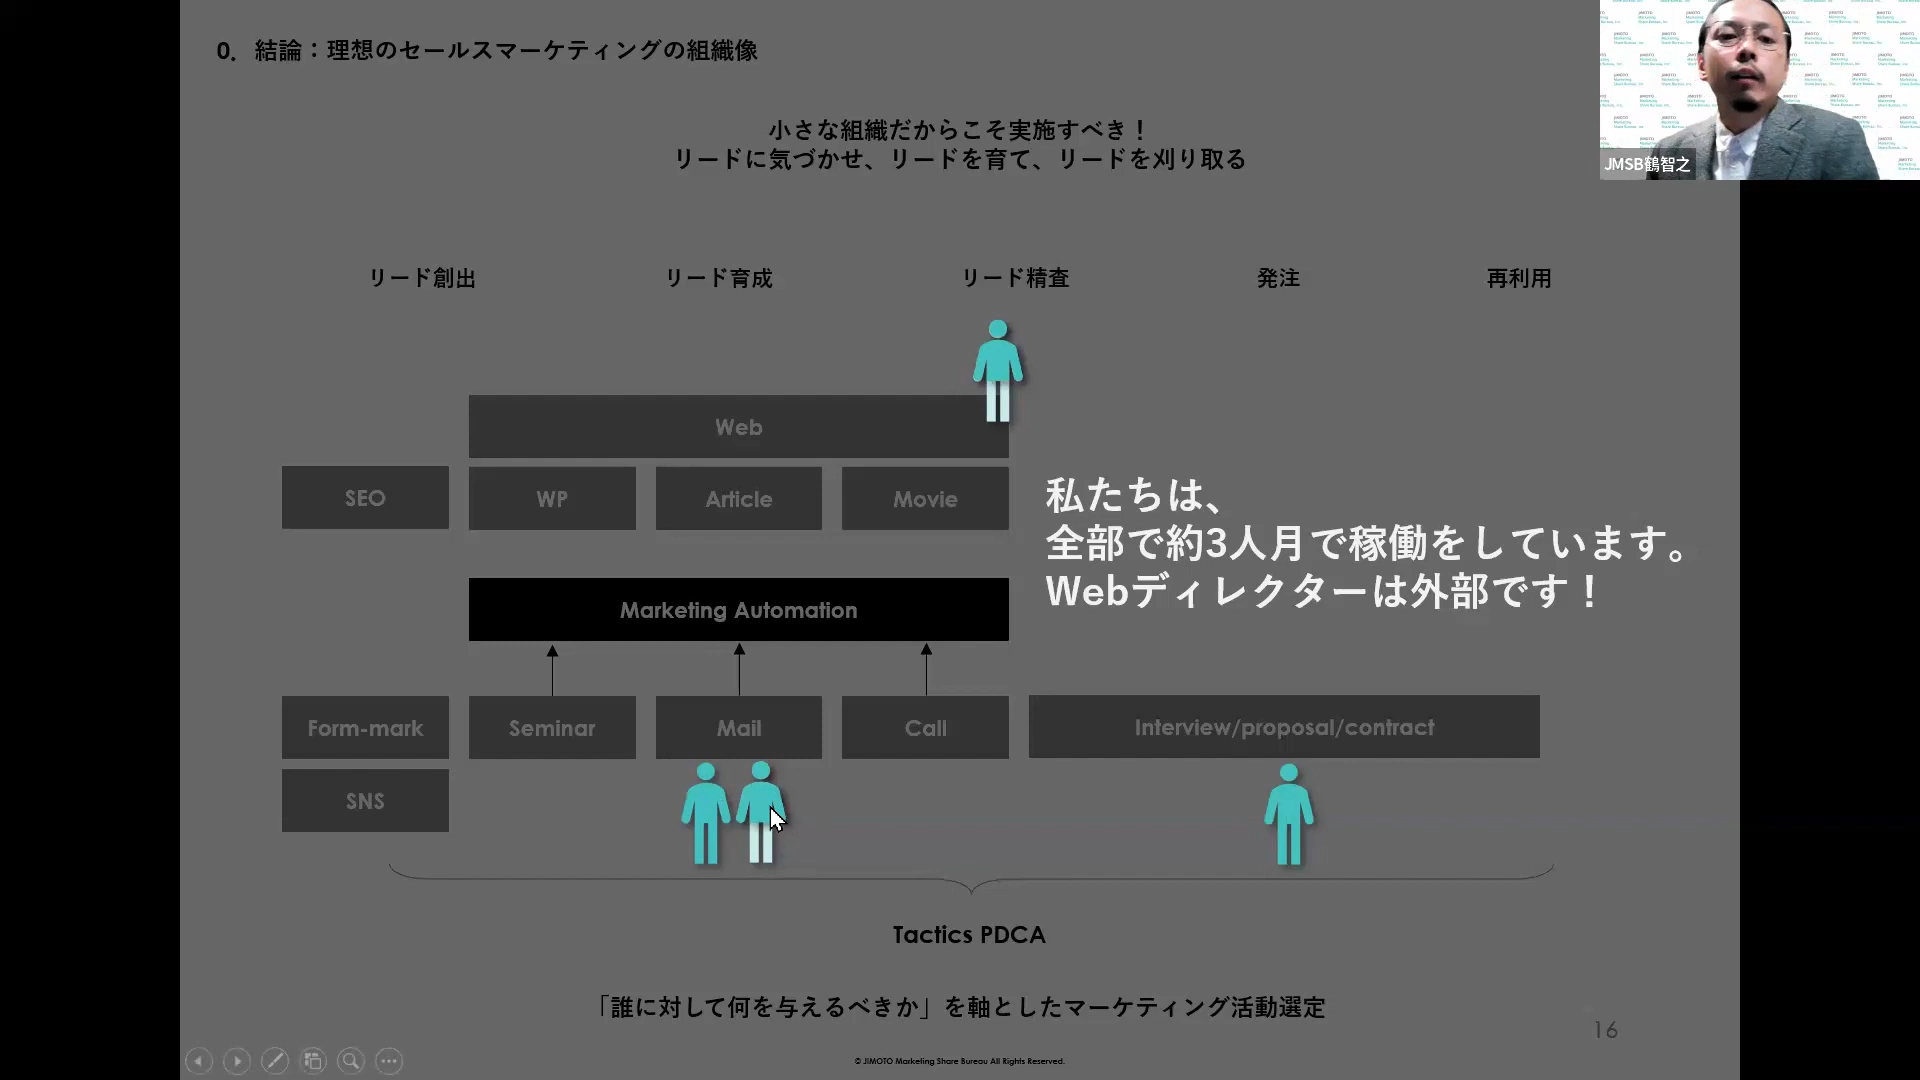 0．結論：理想のセールスマーケティングの組織像
小さな組織だからこそ実施すべき！
リードに気づかせ、リードを育て、リードを刈り取る
リード創出
リード育成
リード精査
発注
再利用
Web
SEO
WP
Article
Movie
私たちは、
全部で約3人月で稼働をしています。
Webディレクターは外部です！
Marketing Automation
Form-mark
Seminar
Mail
Call
Interview/proposal/contract
SNS
Tactics PDCA
「誰に対して何を与えるべきか」を軸としたマーケティング活動選定
16
© JIMOTO Marketing Share Bureau All Rights Reserved.
JMSB鶴智之
JIMOTO
Marketing
Share Bureau, Inc.